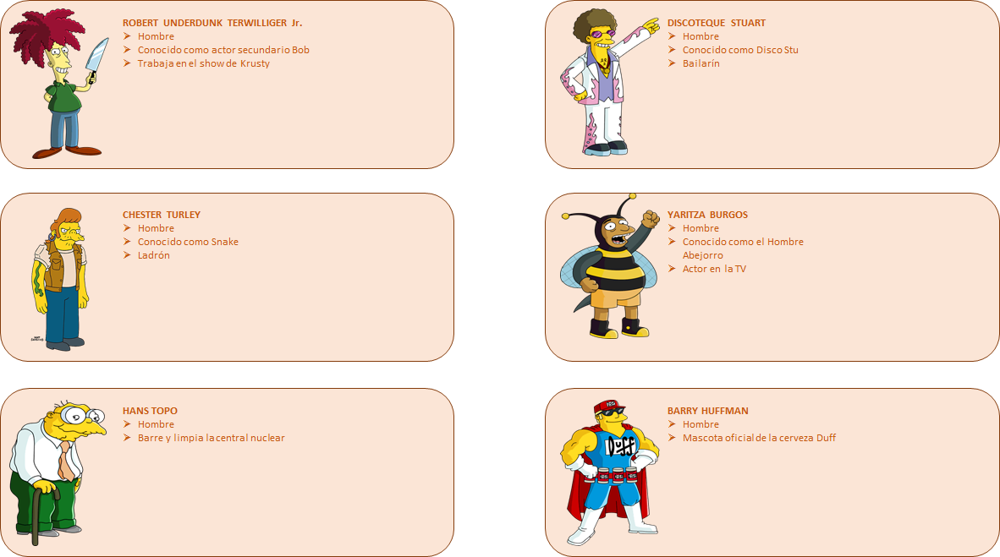 ROBERT UNDERDUNK TERWILLIGER Jr.
➢ Hombre
➢ Conocido como actor secundario Bob
➢ Trabaja en el show de Krusty
DISCOTEQUE STUART
➢ Hombre
➢ Conocido como Disco Stu
➢ Bailarín
CHESTER TURLEY
➢ Hombre
➢ Conocido como Snake
➢ Ladrón
YARITZA BURGOS
➢ Hombre
➢ Conocido como el Hombre
Abejorro
➢ Actor en la TV
HANS TOPO
➢ Hombre
➢ Barre y limpia la central nuclear
BARRY HUFFMAN
➢ Hombre
➢ Mascota oficial de la cerveza Duff
Duff